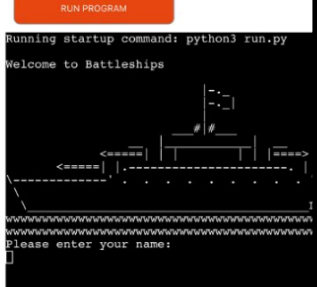 RUN PROGRAM
Running startup command: python3 run.py
Welcome to Battleships
Please enter your name: